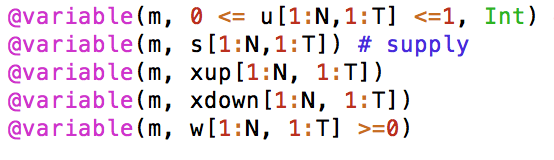 @variable(m, 0 <= u[1:N,1:T] <=1, Int)
@variable(m, s[1:N,1:T]) # supply
@variable(m, xup[1:N, 1:T])
@variable(m, xdown[1:N, 1:T])
@variable(m, w[1:N, 1:T] >=0)